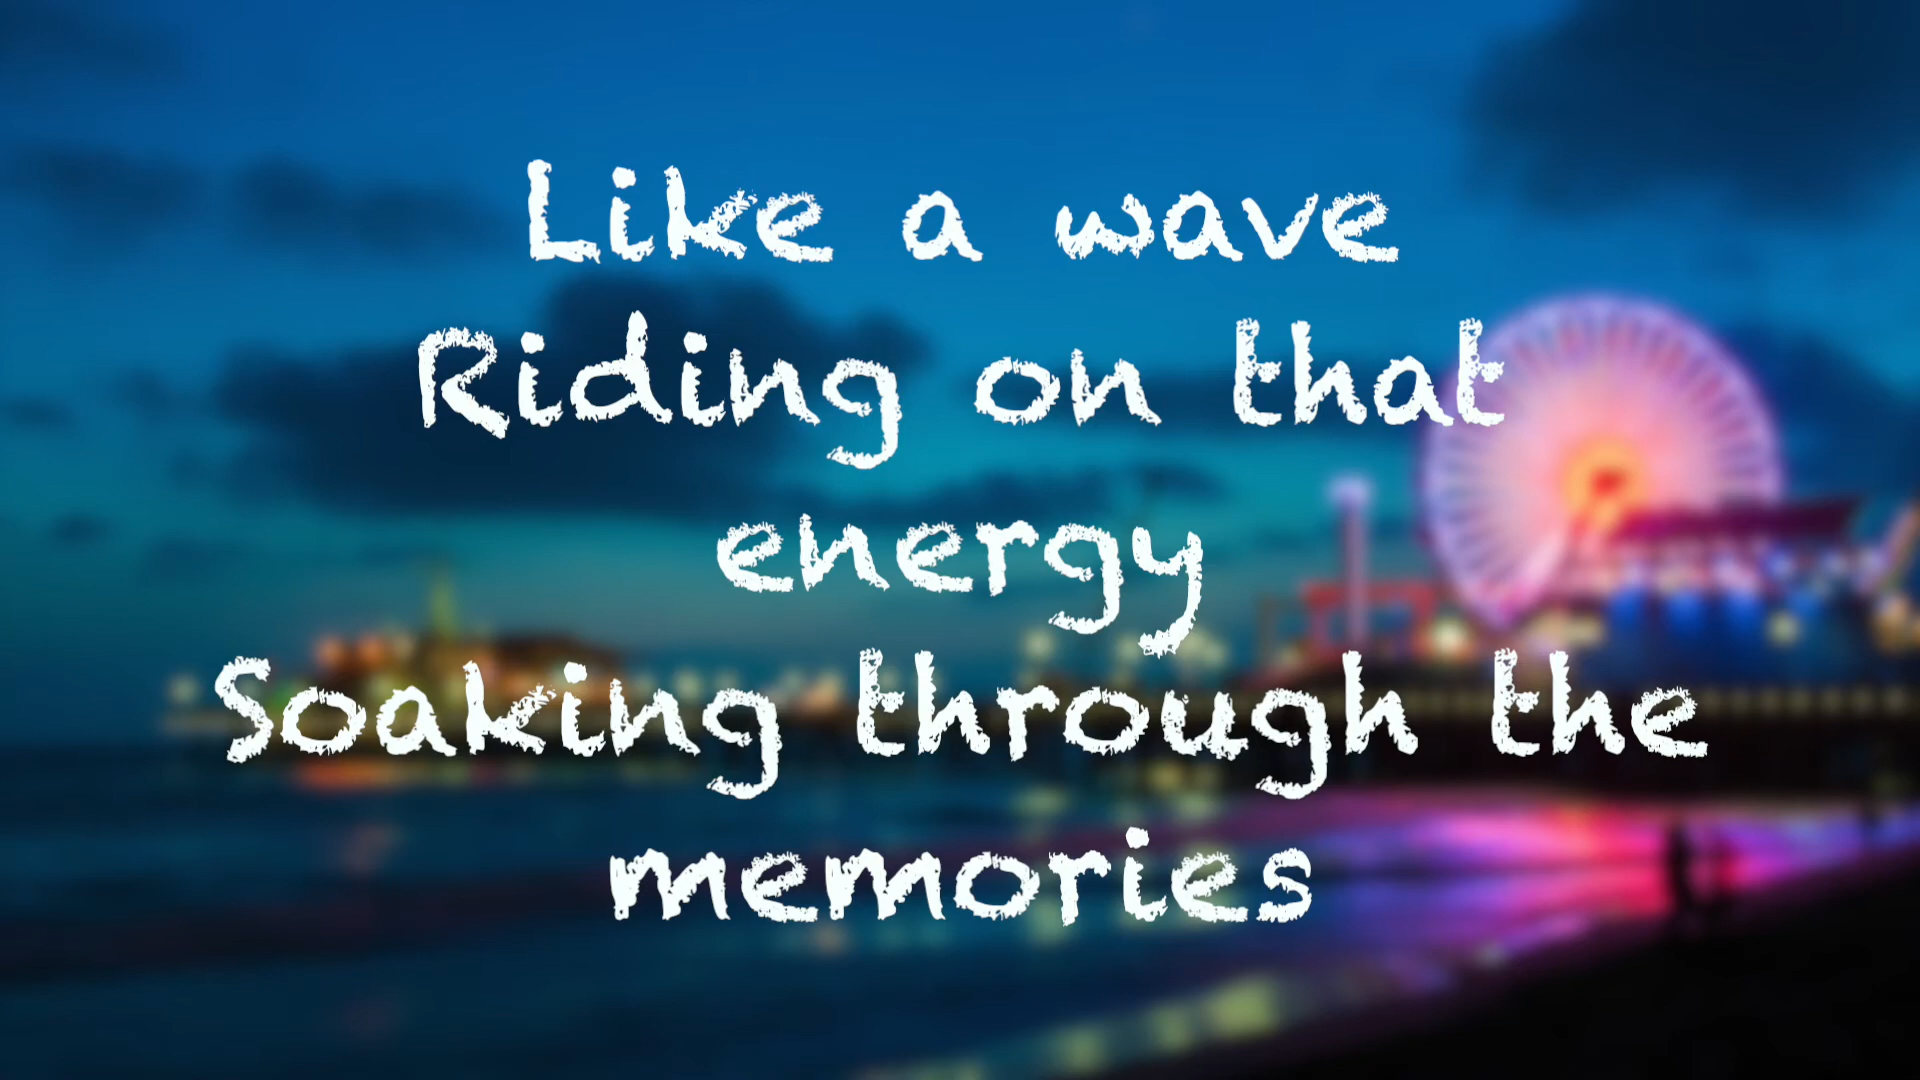 Like a wave
Riding on that
energy
Soaking through the
memories